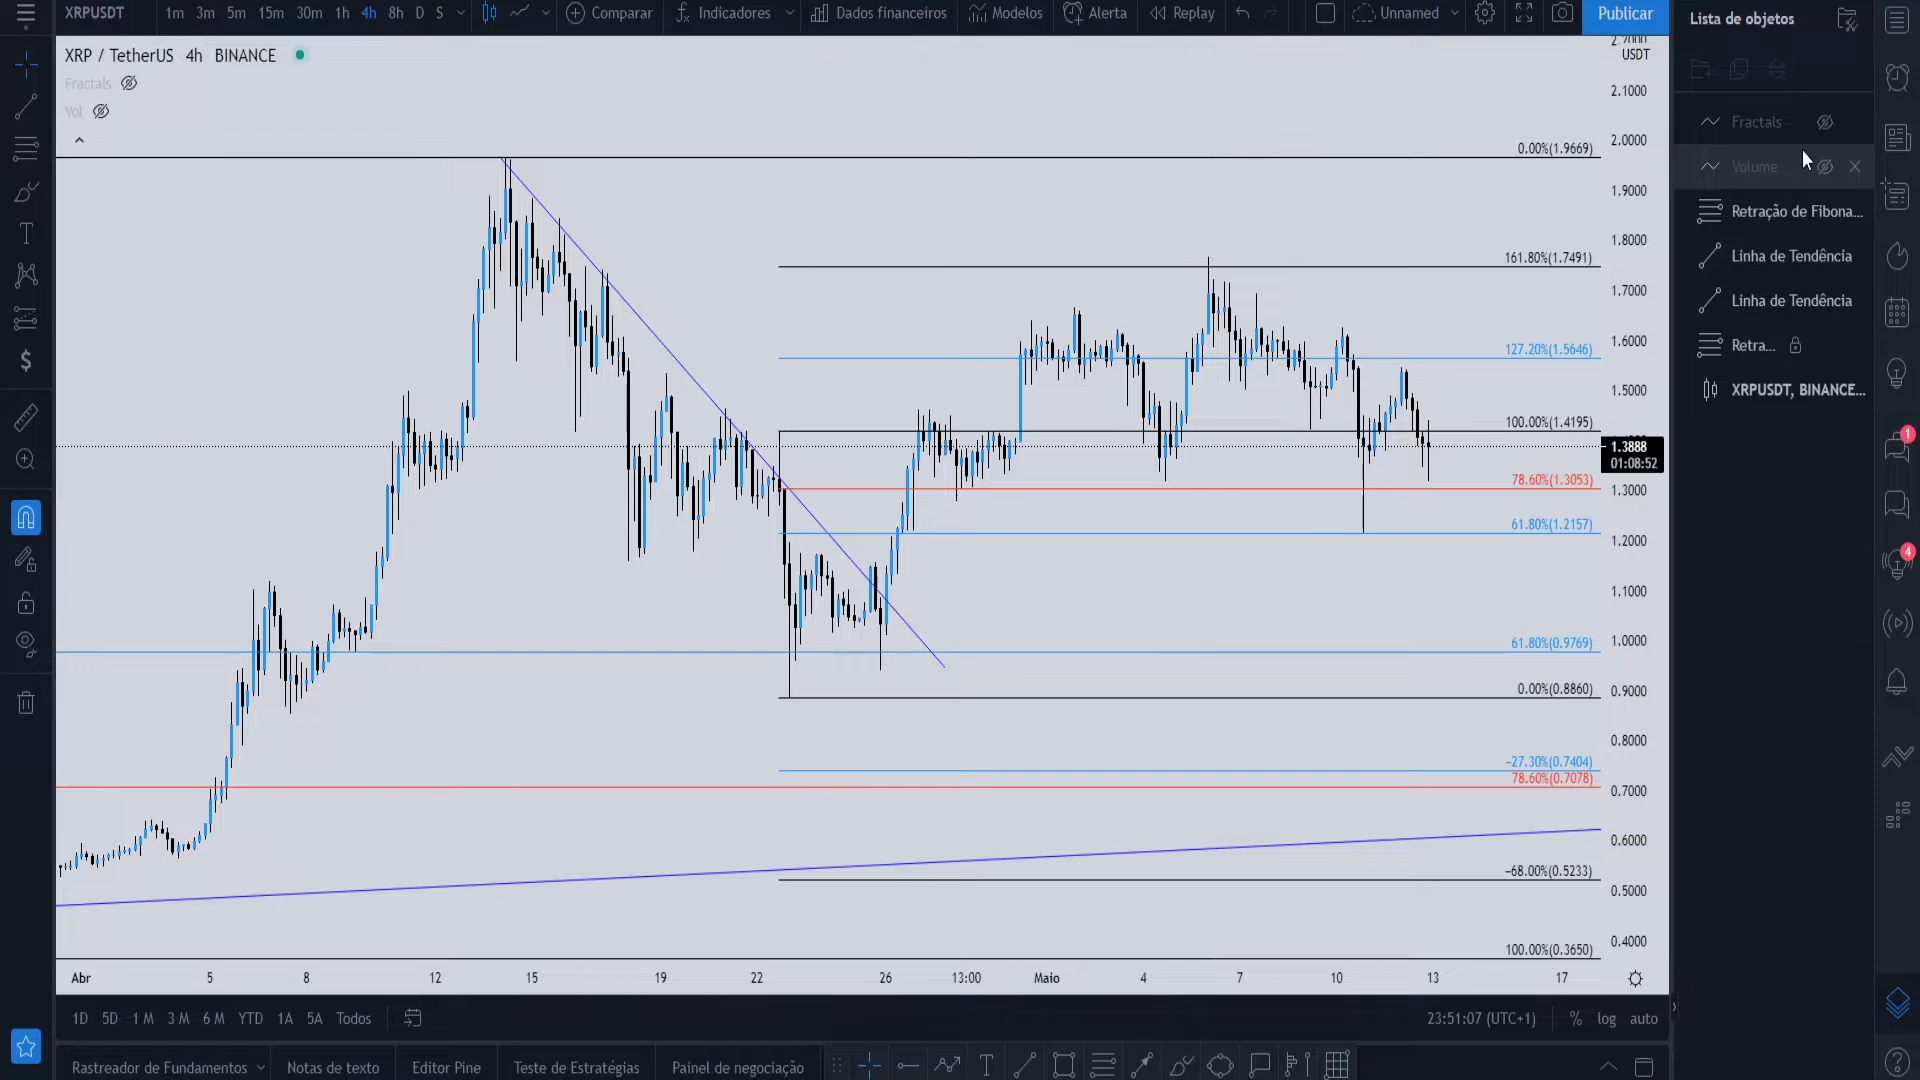 XRPUSDT 1m 3m 5m 15m 30m 1h 4h 8h D S Comparar Indicadores Dados financeiros Modelos Alerta Replay Unnamed Publicar
Lista de objetos
XRP / TetherUS 4h BINANCE
Fractals
Vol
USDT
2.1000
2.0000
1.9000
1.8000
1.7000
1.6000
1.5000
1.3888
01:08:52
1.3000
1.2000
1.1000
1.0000
0.9000
0.8000
0.7000
0.6000
0.5000
0.4000
0.00%(1.9669)
161.80%(1.7491)
127.20%(1.5646)
100.00%(1.4195)
78.60%(1.3053)
61.80%(1.2157)
61.80%(0.9769)
0.00%(0.8860)
-27.30%(0.7404)
78.60%(0.7078)
-68.00%(0.5233)
100.00%(0.3650)
Abr 5 8 12 15 19 22 26 13:00 Maio 4 7 10 13 17
Fractals
Volume
Retração de Fibona...
Linha de Tendência
Linha de Tendência
Retra...
XRPUSDT, BINANCE...
1
4
1D 5D 1 M 3 M 6 M YTD 1A 5A Todos 23:51:07 (UTC+1) % log auto
Rastreador de Fundamentos Notas de texto Editor Pine Teste de Estratégias Painel de negociação